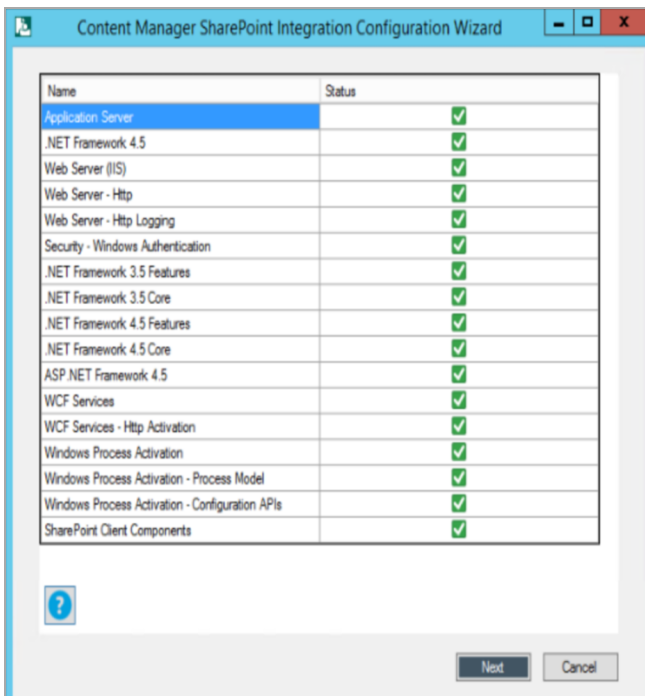 Content Manager SharePoint Integration Configuration Wizard
Name Status
Application Server
.NET Framework 4.5
Web Server (IIS)
Web Server - Http
Web Server - Http Logging
Security - Windows Authentication
.NET Framework 3.5 Features
.NET Framework 3.5 Core
.NET Framework 4.5 Features
.NET Framework 4.5 Core
ASP.NET Framework 4.5
WCF Services
WCF Services - Http Activation
Windows Process Activation
Windows Process Activation - Process Model
Windows Process Activation - Configuration APIs
SharePoint Client Components
?
Next Cancel